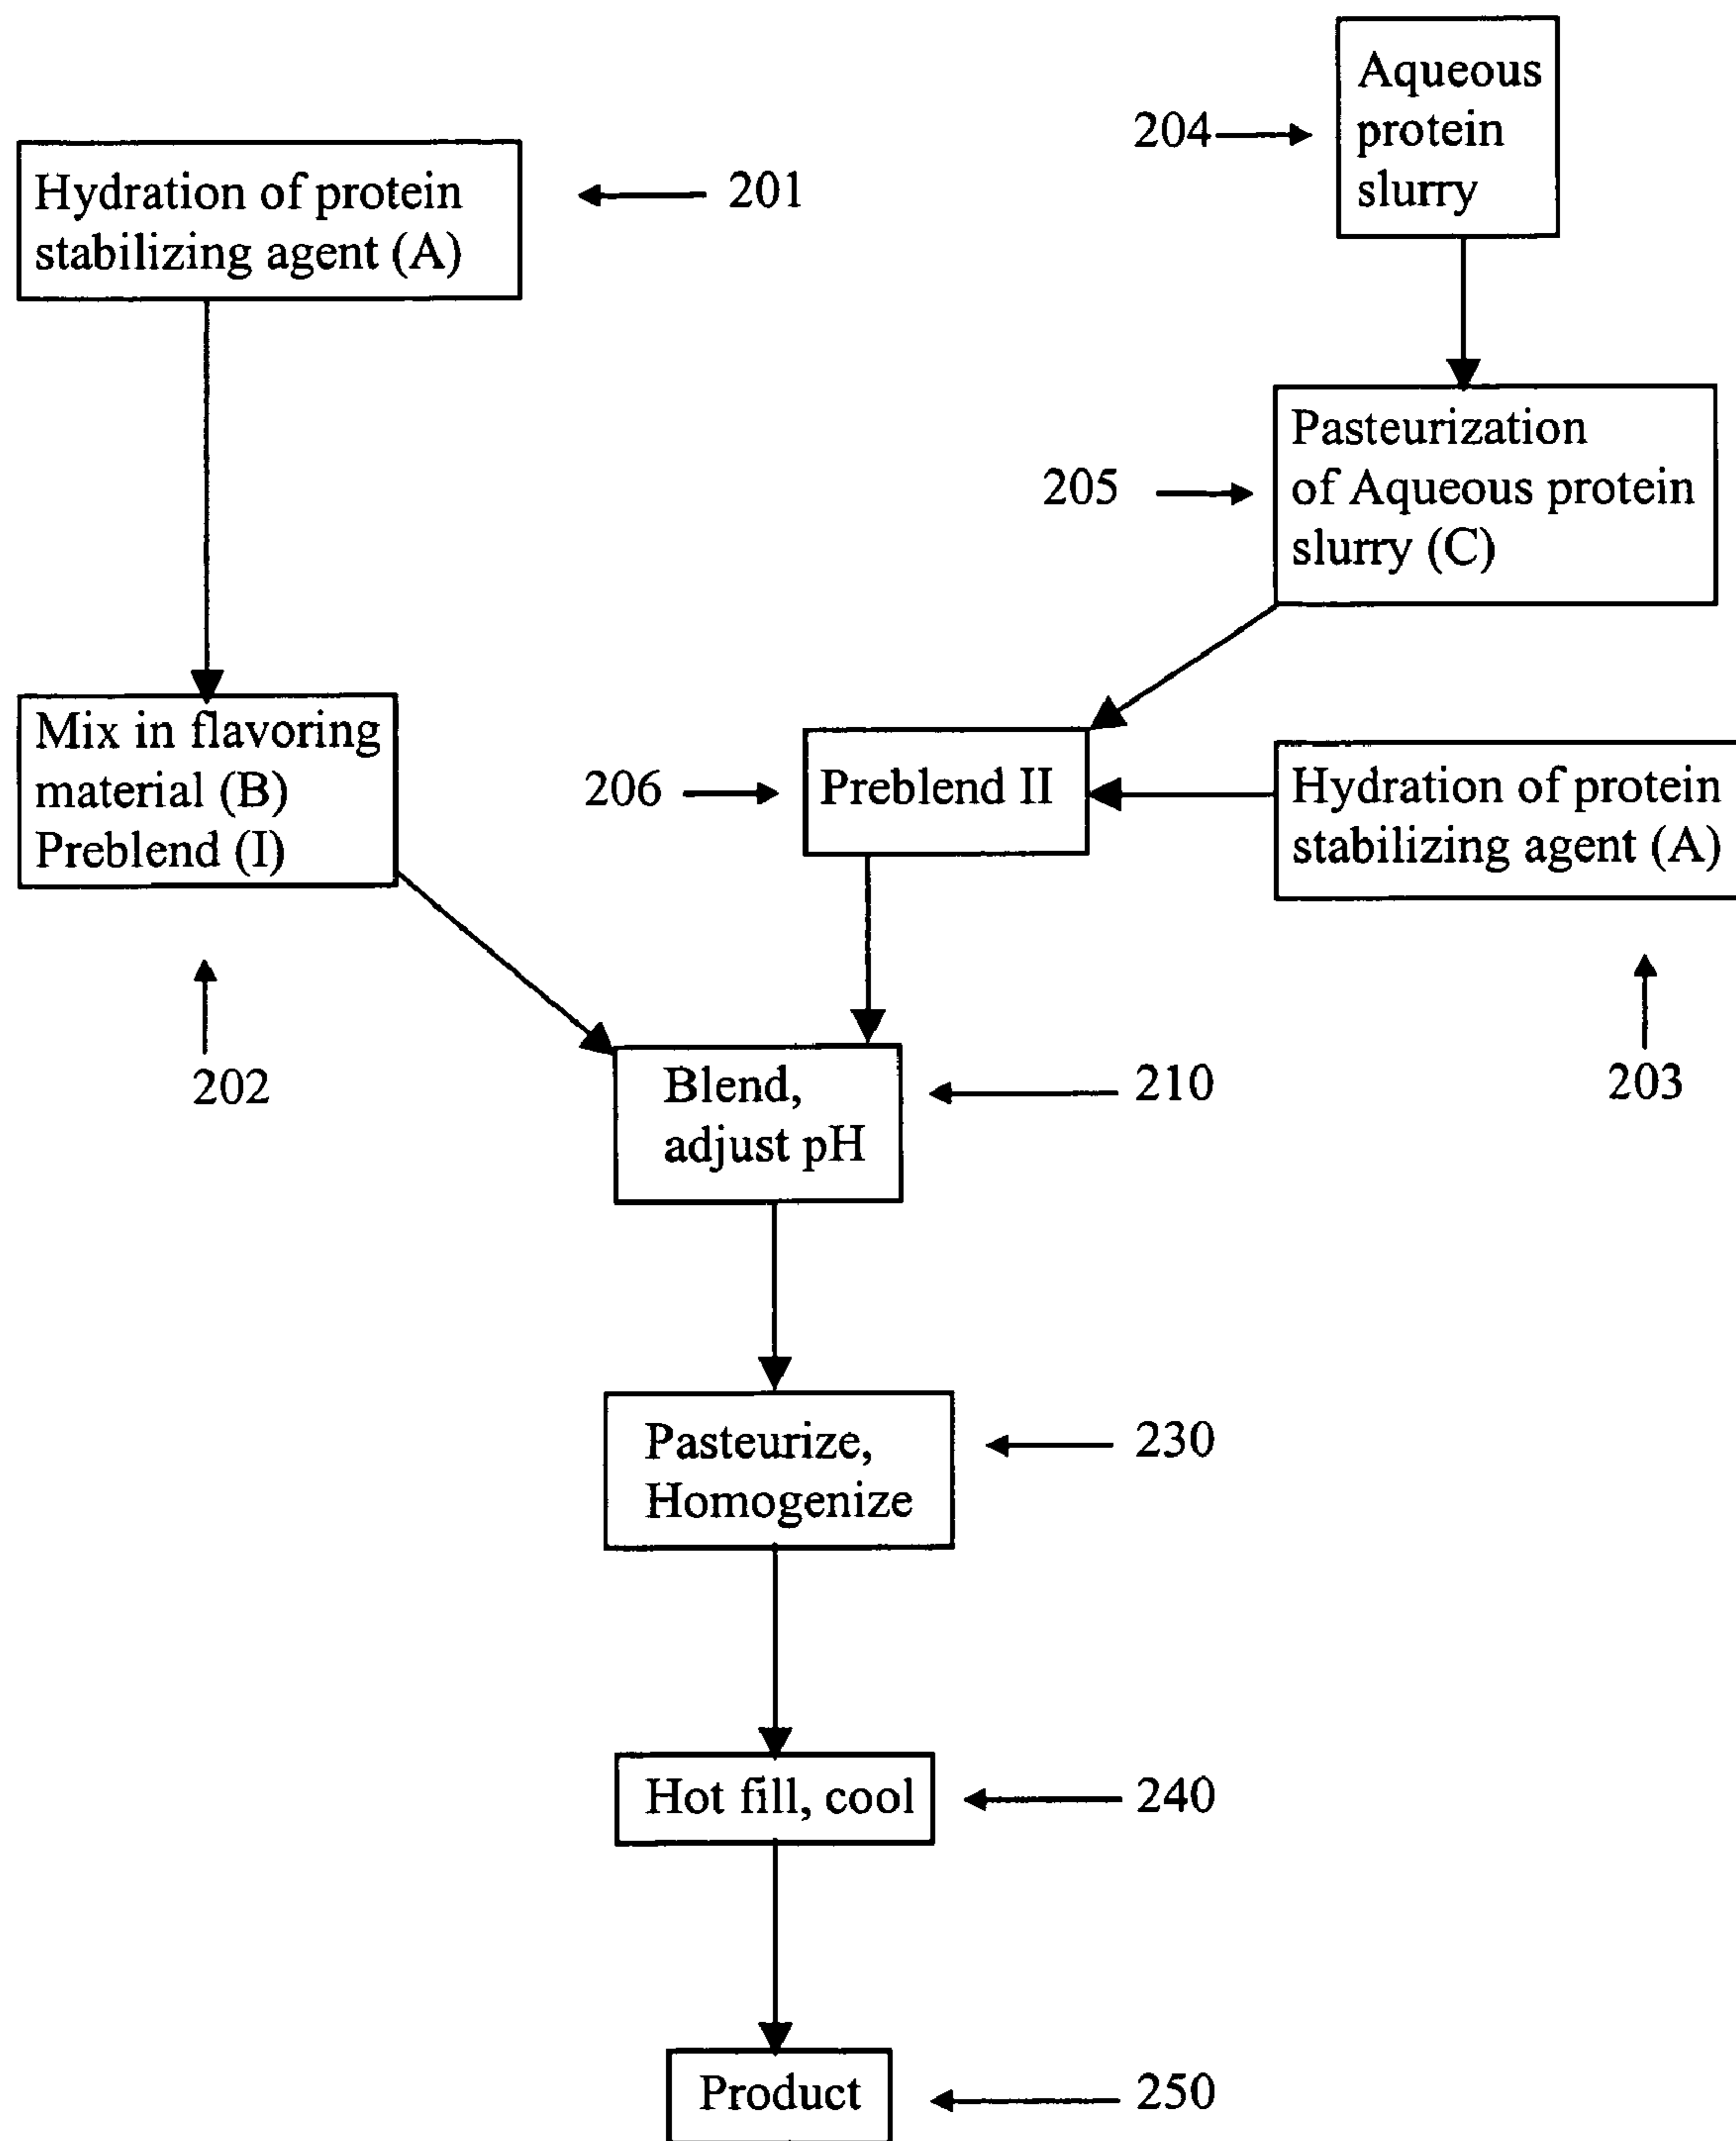 Aqueous
protein
slurry
204
Hydration of protein
stabilizing agent (A)
201
Pasteurization
of Aqueous protein
slurry (C)
205
Mix in flavoring
material (B)
Preblend (I)
202
206
Preblend II
Hydration of protein
stabilizing agent (A)
203
Blend,
adjust pH
210
Pasteurize,
Homogenize
230
Hot fill, cool
240
Product
250